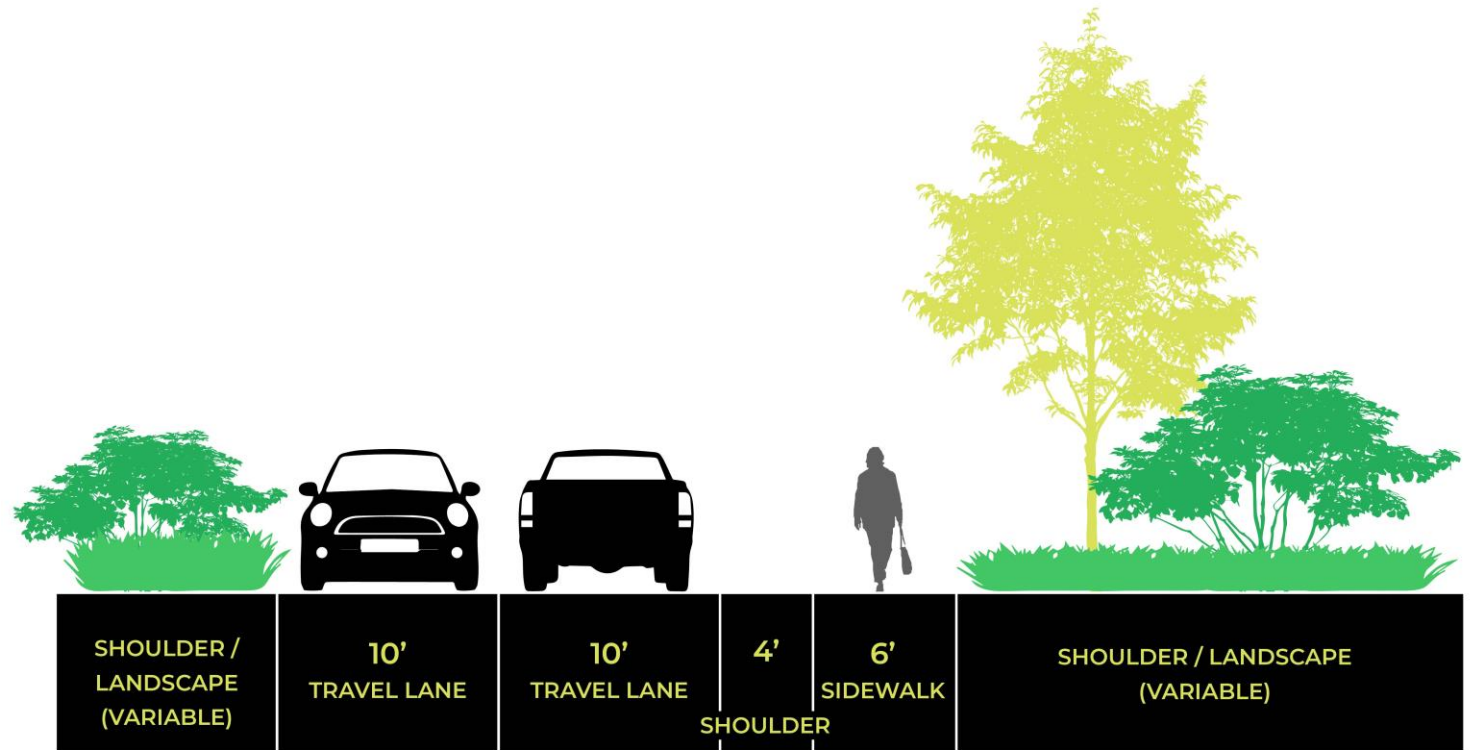 SHOULDER /
LANDSCAPE
(VARIABLE)
10’
TRAVEL LANE
10’
TRAVEL LANE
4’
SHOULDER
6’
SIDEWALK
SHOULDER / LANDSCAPE
(VARIABLE)